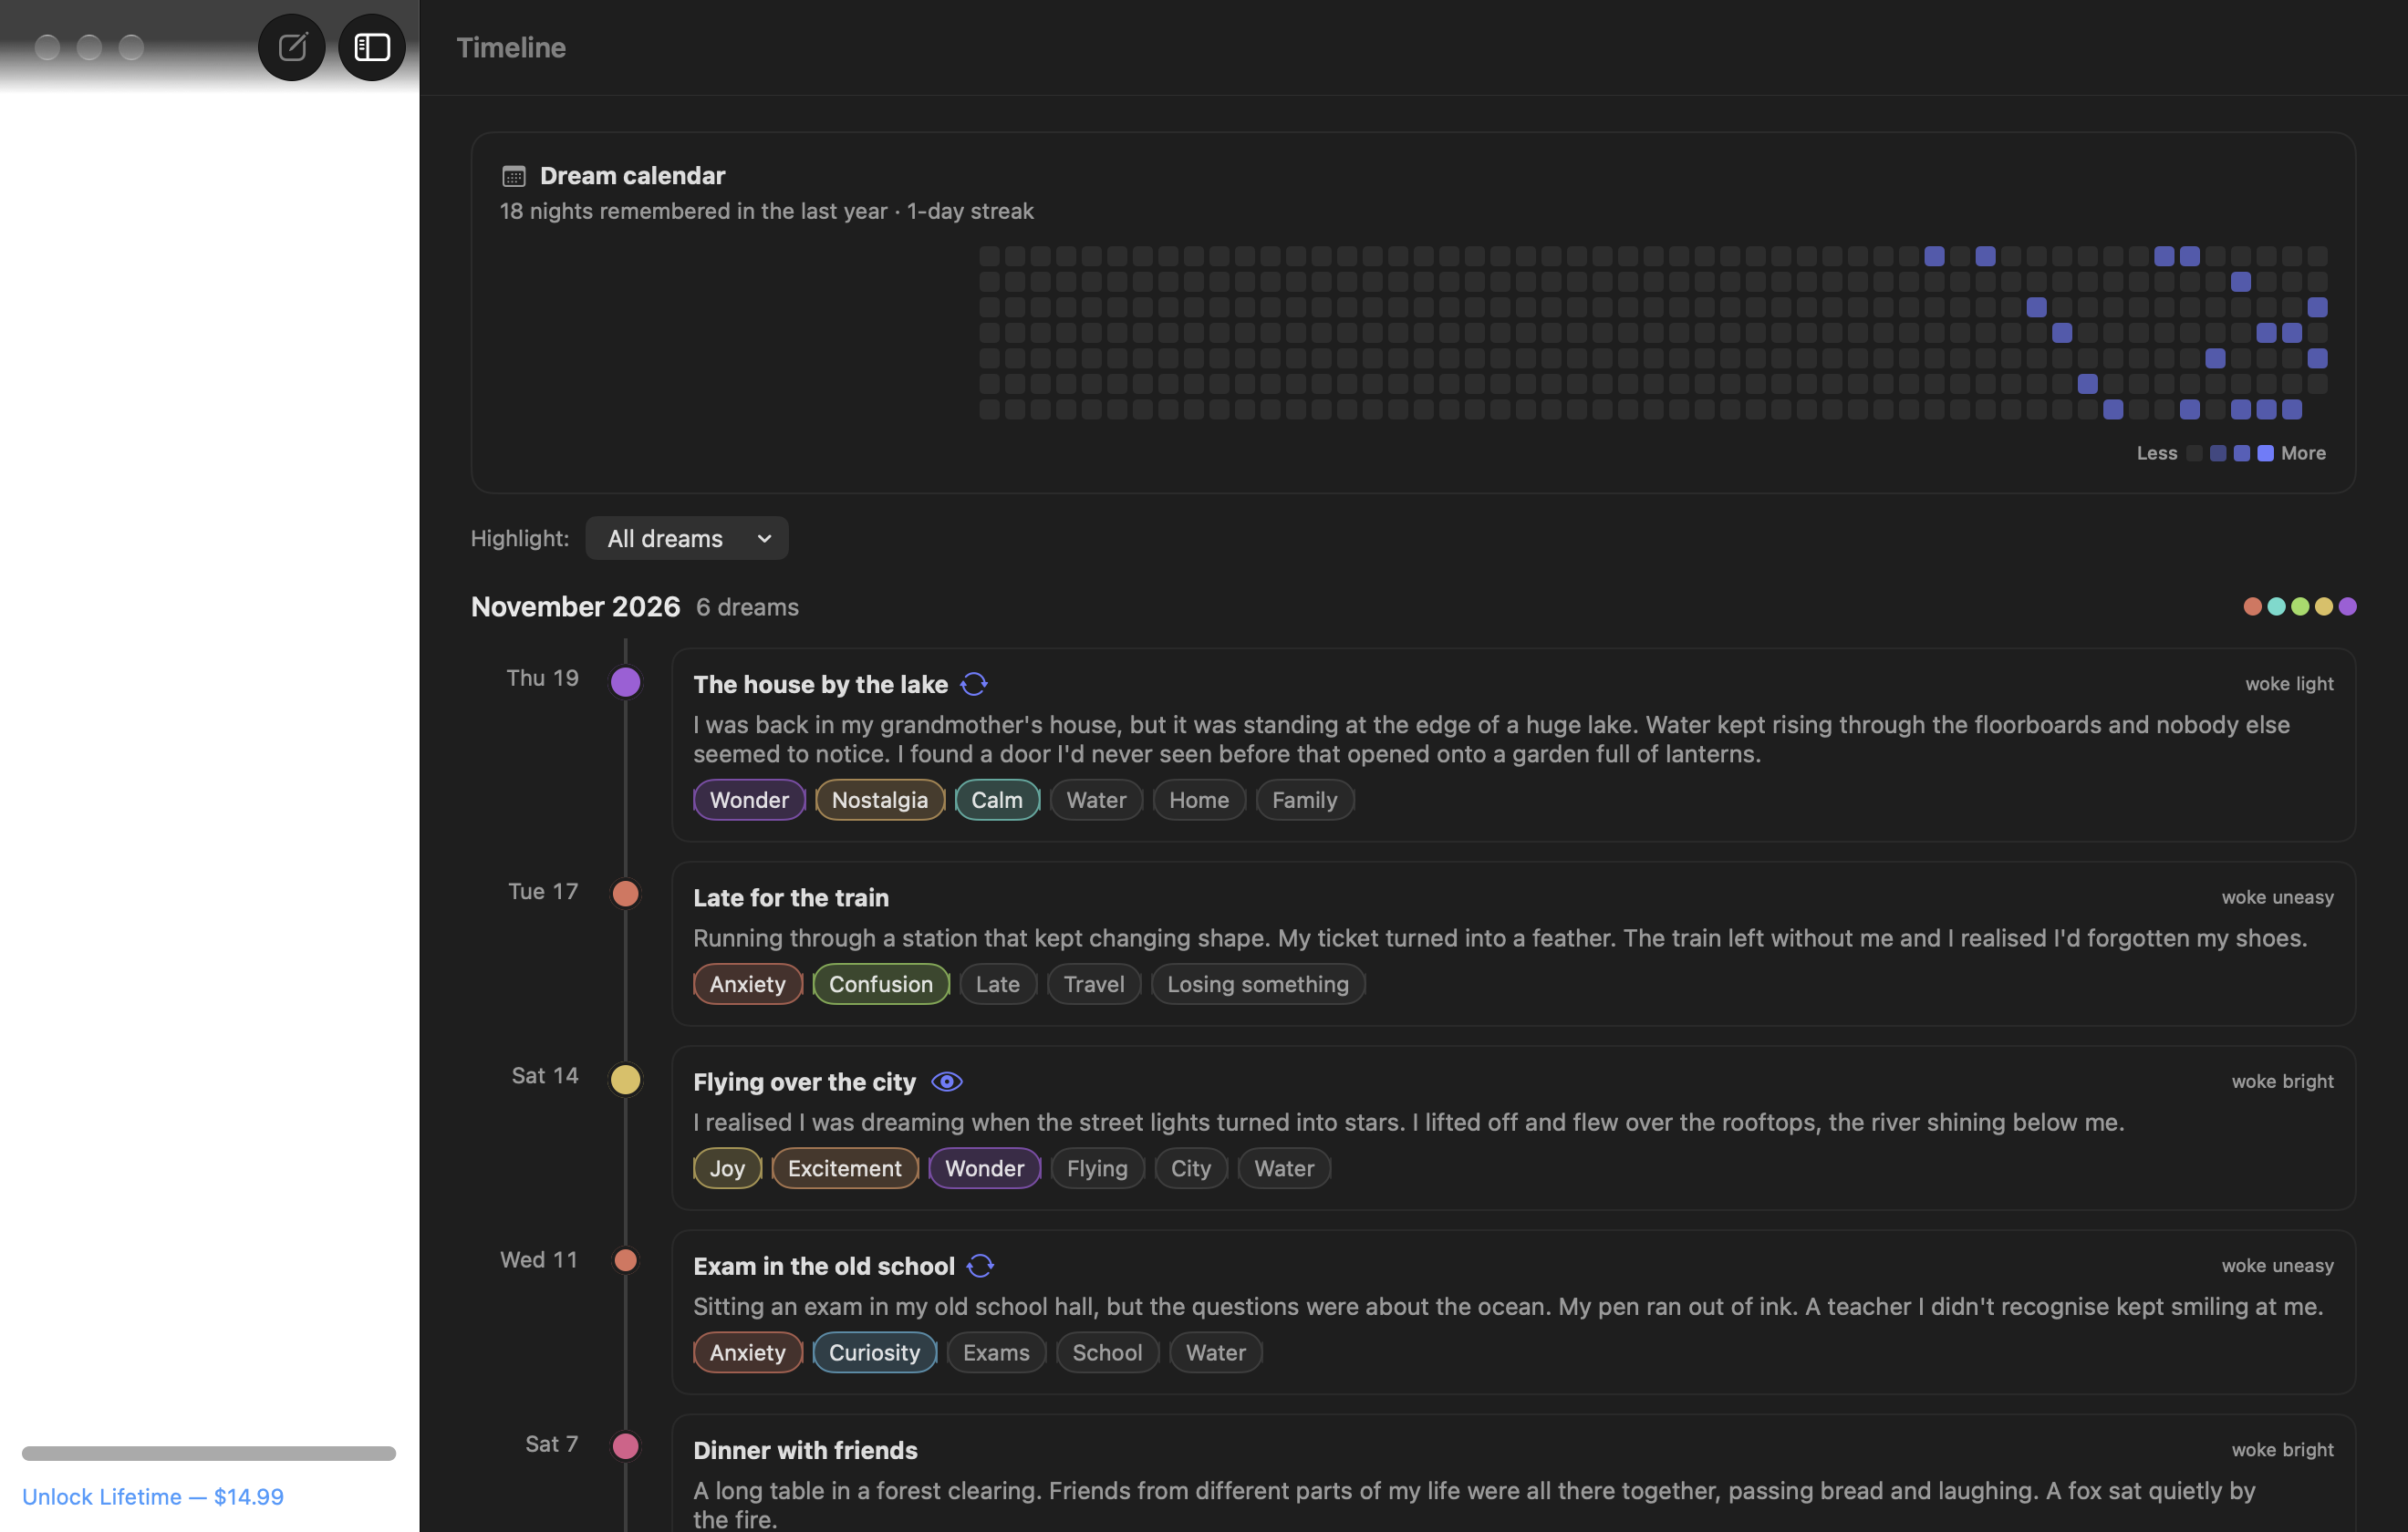 Timeline
Dream calendar
18 nights remembered in the last year · 1-day streak
Less More
Highlight: All dreams
November 2026 6 dreams
Thu 19
The house by the lake
woke light
I was back in my grandmother's house, but it was standing at the edge of a huge lake. Water kept rising through the floorboards and nobody else
seemed to notice. I found a door I'd never seen before that opened onto a garden full of lanterns.
Wonder Nostalgia Calm Water Home Family
Tue 17
Late for the train
woke uneasy
Running through a station that kept changing shape. My ticket turned into a feather. The train left without me and I realised I'd forgotten my shoes.
Anxiety Confusion Late Travel Losing something
Sat 14
Flying over the city
woke bright
I realised I was dreaming when the street lights turned into stars. I lifted off and flew over the rooftops, the river shining below me.
Joy Excitement Wonder Flying City Water
Wed 11
Exam in the old school
woke uneasy
Sitting an exam in my old school hall, but the questions were about the ocean. My pen ran out of ink. A teacher I didn't recognise kept smiling at me.
Anxiety Curiosity Exams School Water
Sat 7
Dinner with friends
woke bright
A long table in a forest clearing. Friends from different parts of my life were all there together, passing bread and laughing. A fox sat quietly by
the fire.
Unlock Lifetime — $14.99